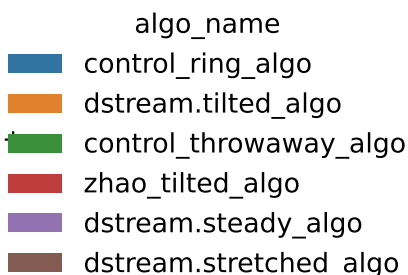 algo_name
control_ring_algo
dstream.tilted_algo
control_throwaway_algo
zhao_tilted_algo
dstream.steady_algo
dstream.stretched_algo